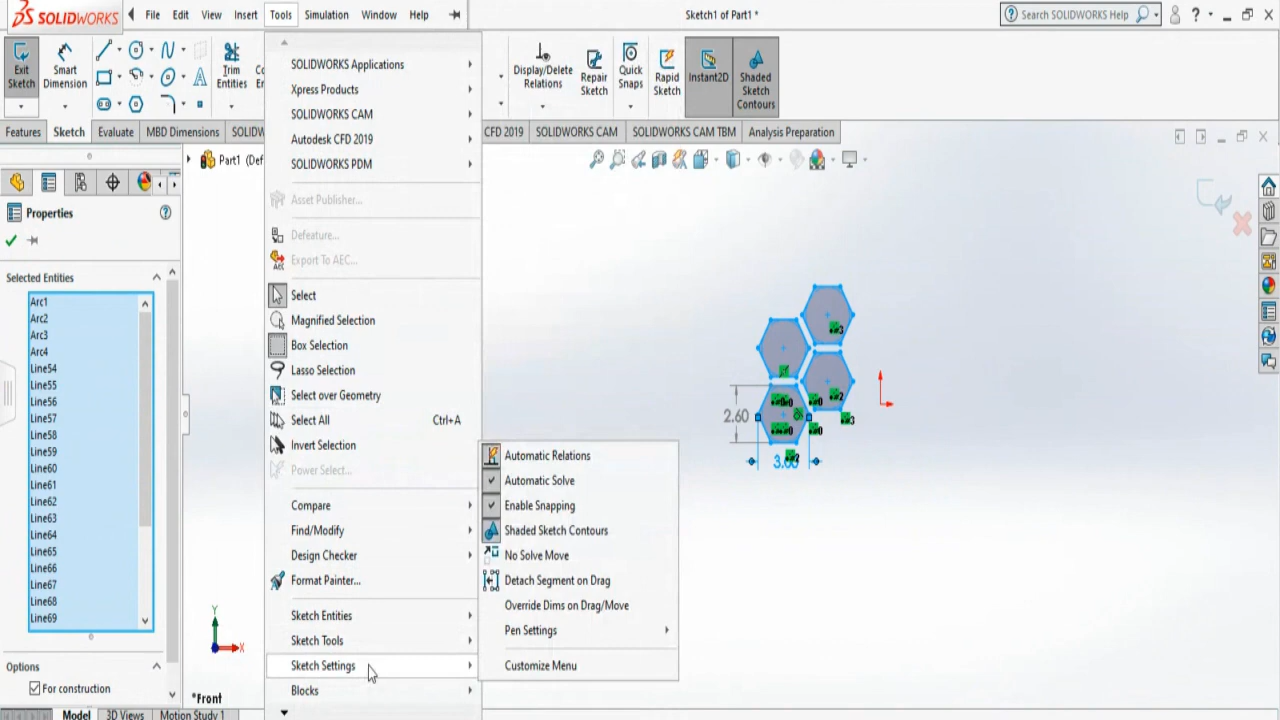 SOLIDWORKS
File Edit View Insert Tools Simulation Window Help
Sketch1 of Part1 *
Search SOLIDWORKS Help
?
Exit Sketch
Smart Dimension
Trim Entities
Display/Delete Relations
Repair Sketch
Quick Snaps
Rapid Sketch
Instant2D
Shaded Sketch Contours
Features Sketch Evaluate MBD Dimensions SOLIDW
CFD 2019 SOLIDWORKS CAM SOLIDWORKS CAM TBM Analysis Preparation
Part1 (Def
Properties
Selected Entities
Arc1
Arc2
Arc3
Arc4
Line54
Line55
Line56
Line57
Line58
Line59
Line60
Line61
Line62
Line63
Line64
Line65
Line66
Line67
Line68
Line69
Options
For construction
SOLIDWORKS Applications
Xpress Products
SOLIDWORKS CAM
Autodesk CFD 2019
SOLIDWORKS PDM
Asset Publisher...
Defeature...
Export To AEC...
Select
Magnified Selection
Box Selection
Lasso Selection
Select over Geometry
Select All Ctrl+A
Invert Selection
Power Select...
Compare
Find/Modify
Design Checker
Format Painter...
Sketch Entities
Sketch Tools
Sketch Settings
Blocks
Automatic Relations
Automatic Solve
Enable Snapping
Shaded Sketch Contours
No Solve Move
Detach Segment on Drag
Override Dims on Drag/Move
Pen Settings
Customize Menu
2.60
Y
X
*Front
Model 3D Views Motion Study 1